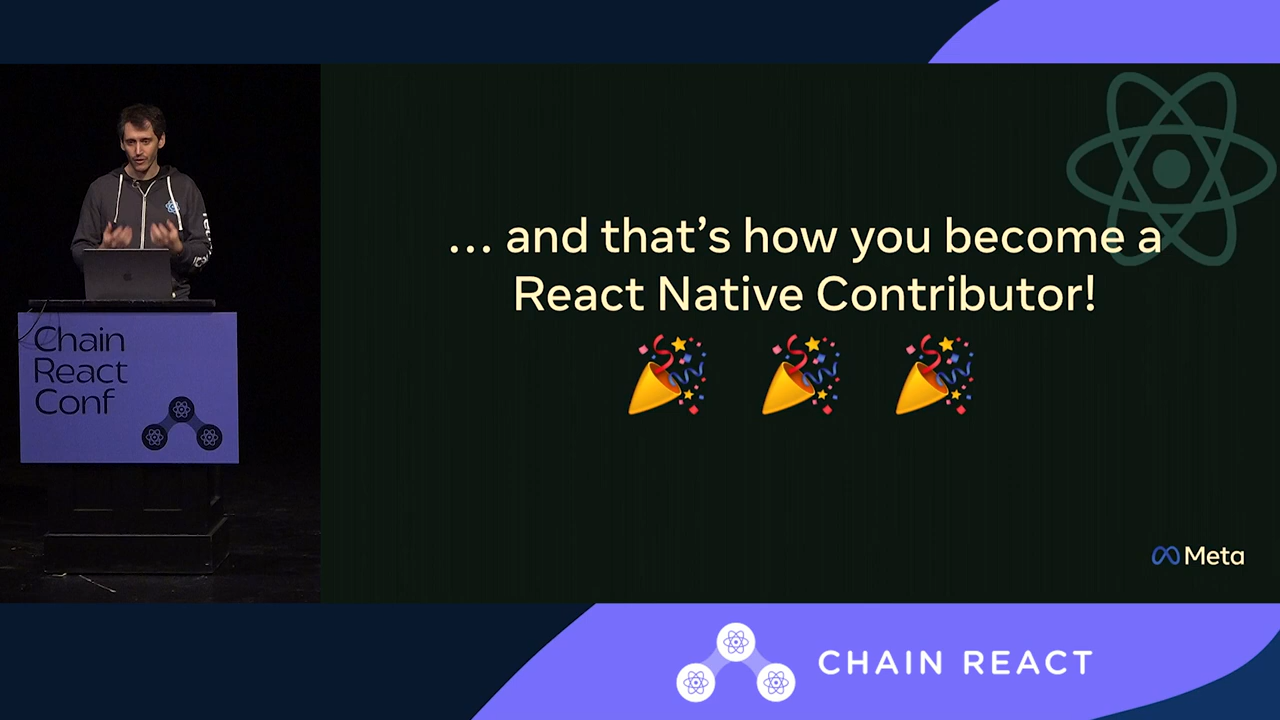 … and that’s how you become a
React Native Contributor!
Meta
Chain
React
Conf
CHAIN REACT